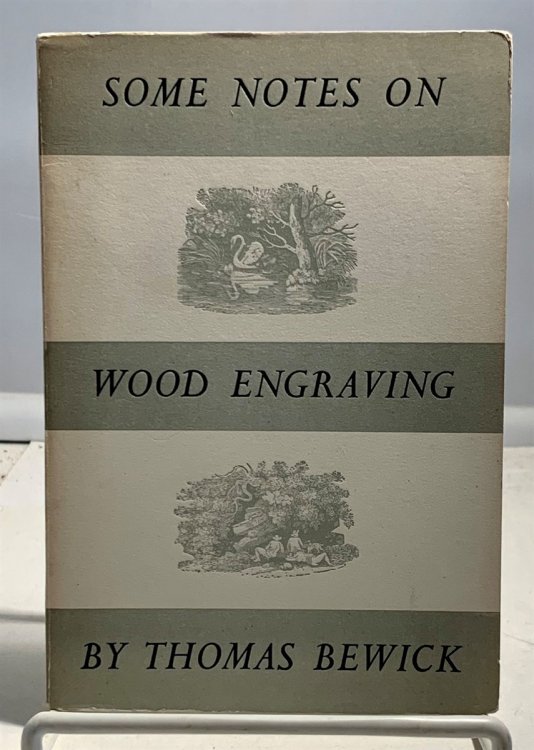 SOME NOTES ON
WOOD ENGRAVING
BY THOMAS BEWICK